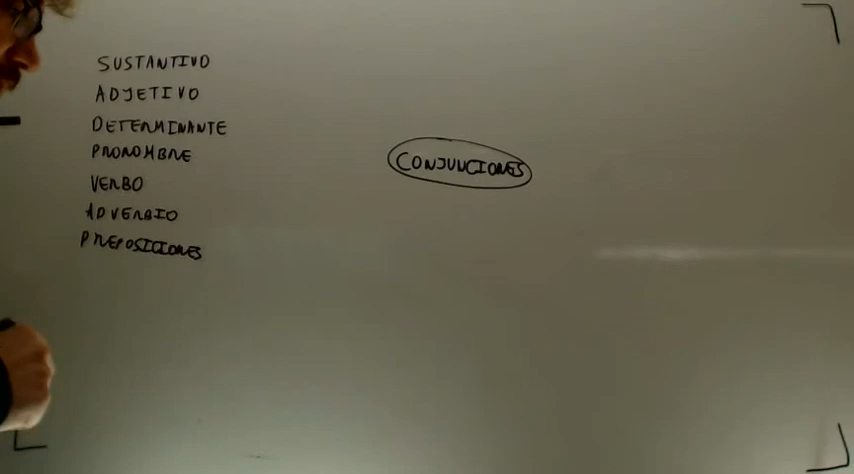 SUSTANTIVO
ADJETIVO
DETERMINANTE
PRONOMBRE
VERBO
ADVERBIO
PREPOSICIONES
CONJUNCIONES